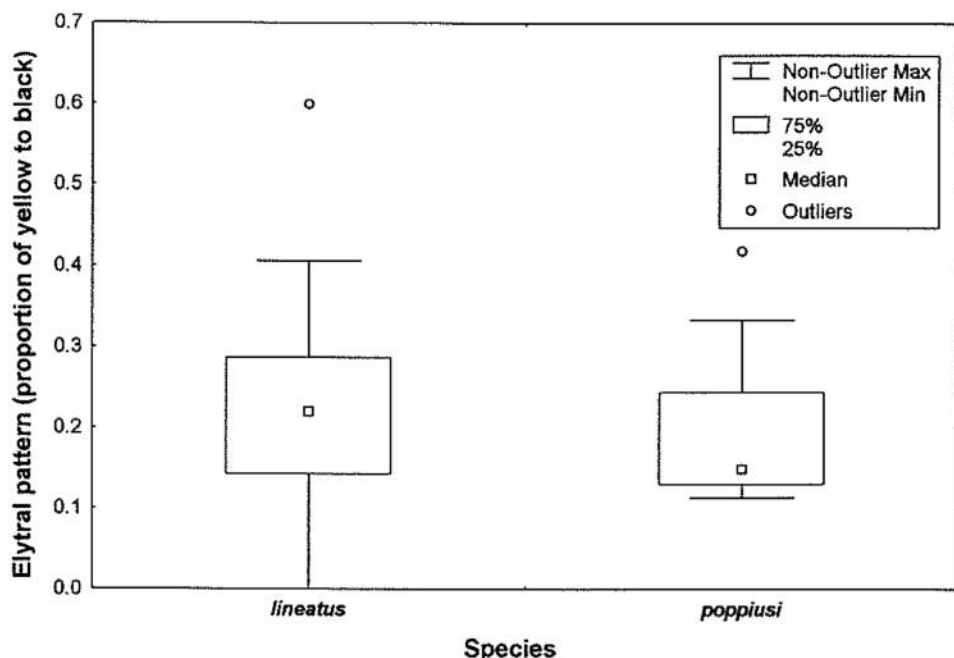 Elytral pattern (proportion of yellow to black)
0.7
0.6
0.5
0.4
0.3
0.2
0.1
0.0
Non-Outlier Max
Non-Outlier Min
75%
25%
Median
Outliers
lineatus
poppiusi
Species